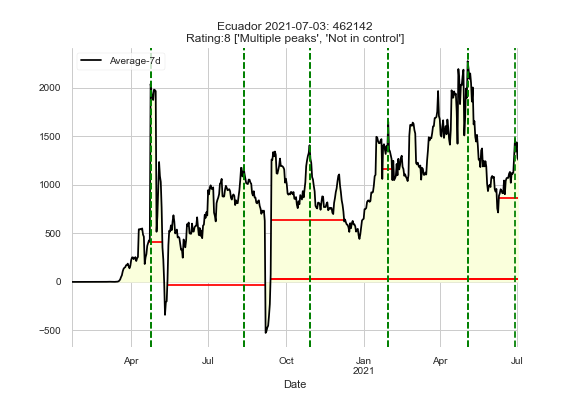 Ecuador 2021-07-03: 462142
Rating:8 ['Multiple peaks', 'Not in control']
Average-7d
2000
1500
1000
500
0
−500
Apr
Jul
Oct
Jan
2021
Apr
Jul
Date